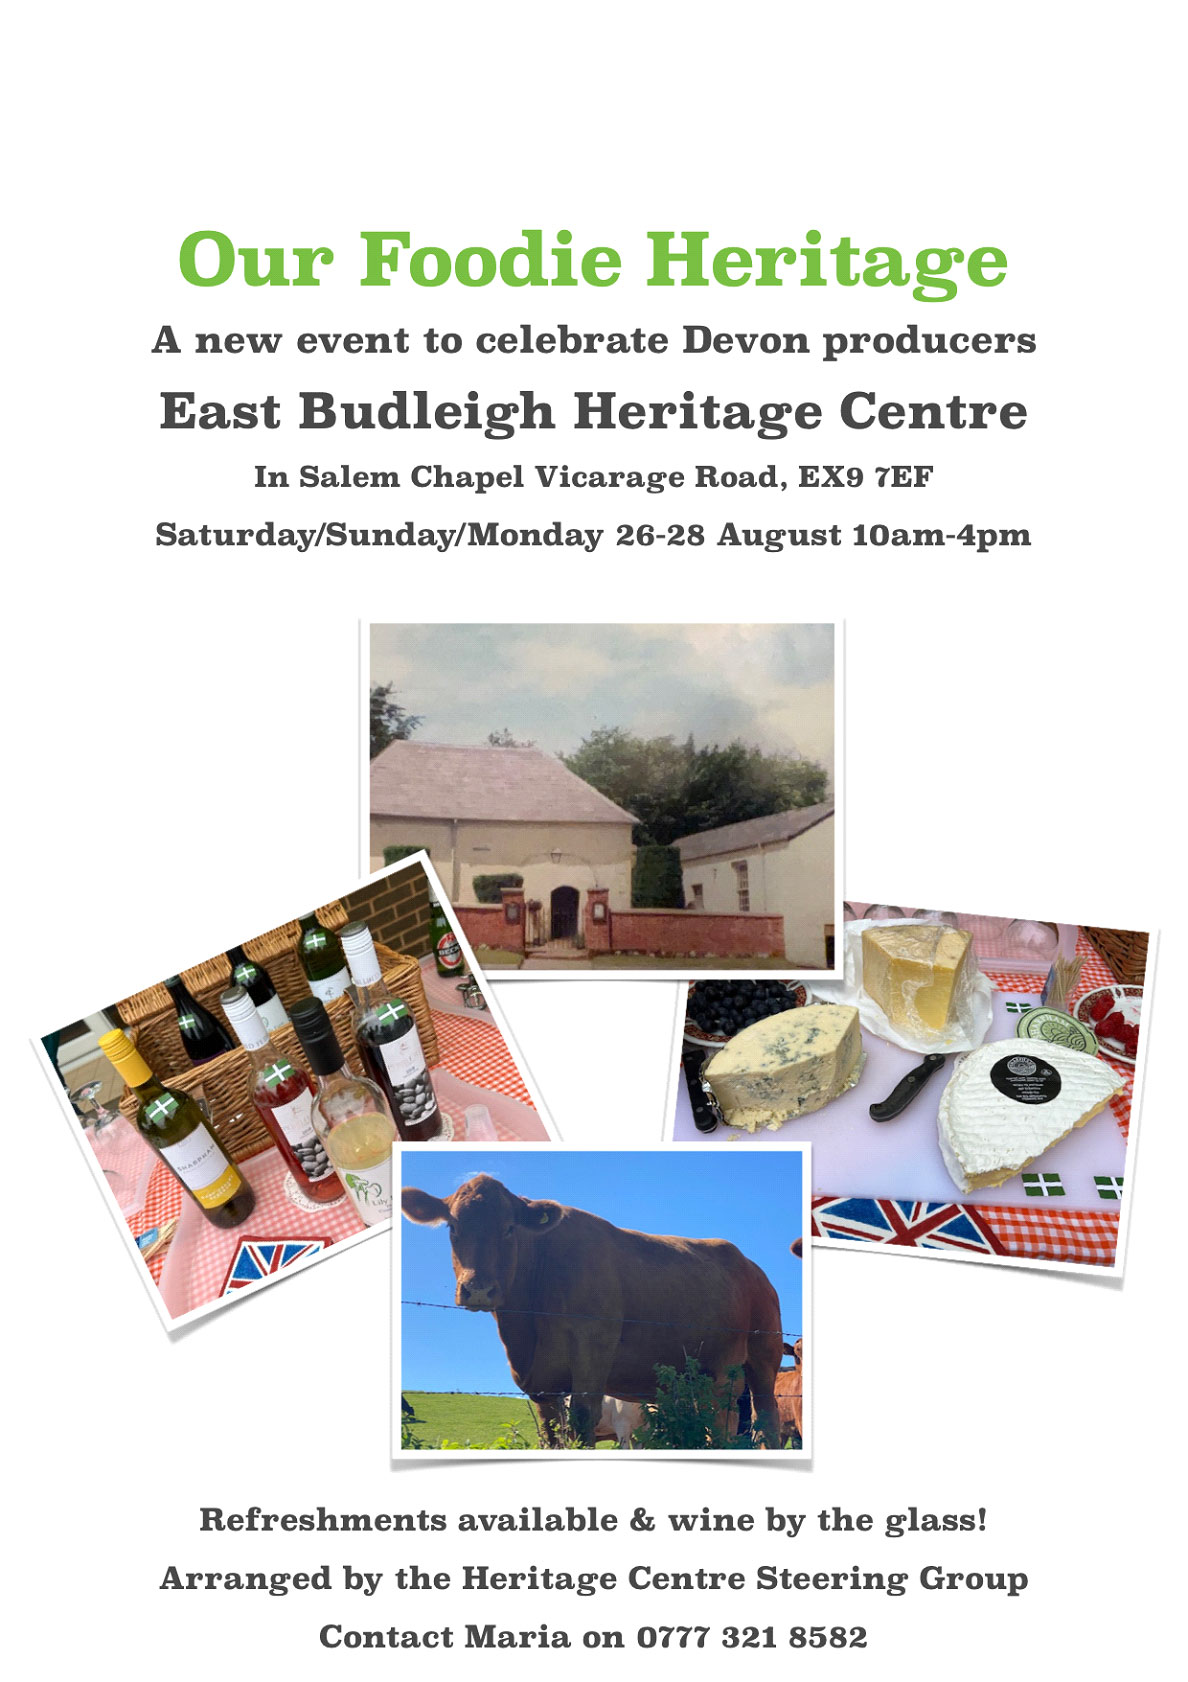 Our Foodie Heritage
A new event to celebrate Devon producers
East Budleigh Heritage Centre
In Salem Chapel Vicarage Road, EX9 7EF
Saturday/Sunday/Monday 26-28 August 10am-4pm
SHARPHAM
Refreshments available & wine by the glass!
Arranged by the Heritage Centre Steering Group
Contact Maria on 0777 321 8582